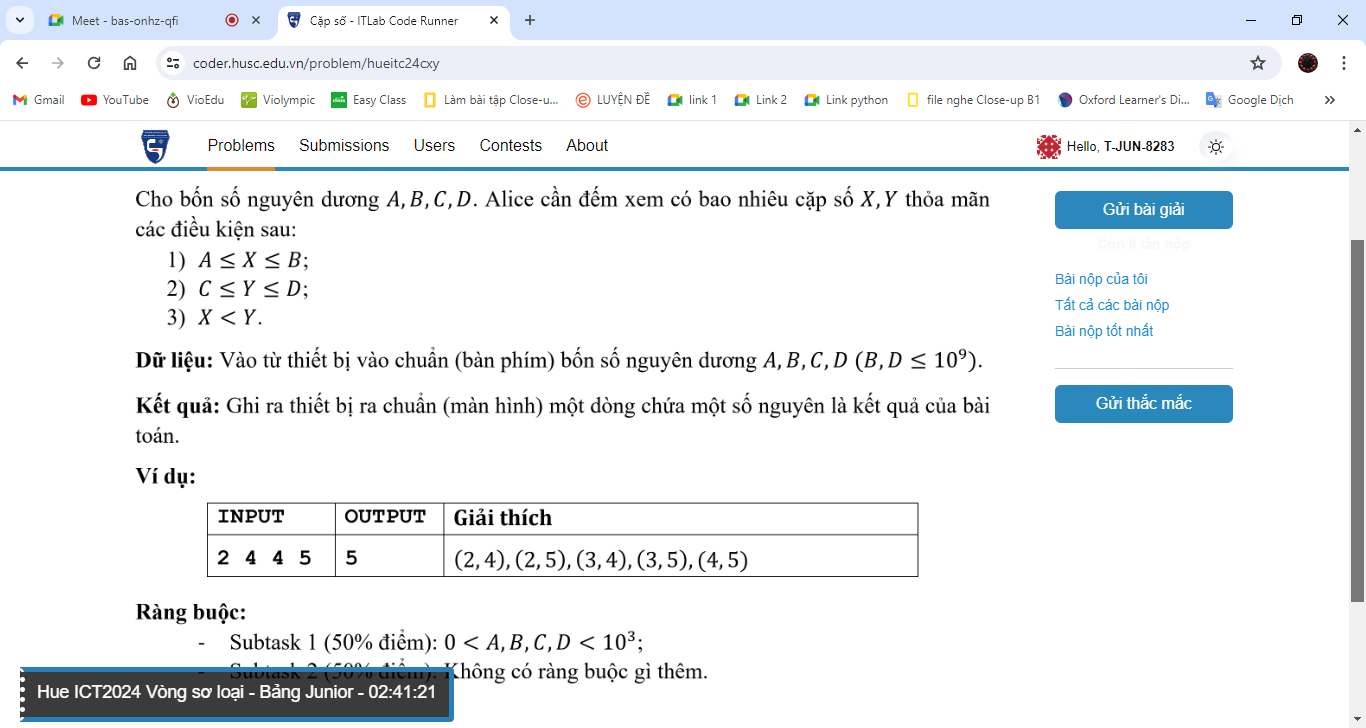 Meet - bas-onhz-qfi
Cặp số - ITLab Code Runner
coder.husc.edu.vn/problem/hueitc24cxy
Gmail YouTube VioEdu Violympic Easy Class Làm bài tập Close-u... LUYỆN ĐỀ link 1 Link 2 Link python file nghe Close-up B1 Oxford Learner's Di... Google Dịch
Problems Submissions Users Contests About Hello, T-JUN-8283
Cho bốn số nguyên dương A, B, C, D. Alice cần đếm xem có bao nhiêu cặp số X, Y thỏa mãn
các điều kiện sau:
1) A ≤ X ≤ B;
2) C ≤ Y ≤ D;
3) X < Y.
Dữ liệu: Vào từ thiết bị vào chuẩn (bàn phím) bốn số nguyên dương A, B, C, D (B, D ≤ 10⁹).
Kết quả: Ghi ra thiết bị ra chuẩn (màn hình) một dòng chứa một số nguyên là kết quả của bài
toán.
Ví dụ:
INPUT OUTPUT Giải thích
2 4 4 5 5 (2, 4), (2, 5), (3, 4), (3, 5), (4, 5)
Ràng buộc:
- Subtask 1 (50% điểm): 0 < A, B, C, D < 10³;
- Subtask 2 (50% điểm): Không có ràng buộc gì thêm.
Gửi bài giải
Còn 8 lần nộp
Bài nộp của tôi
Tất cả các bài nộp
Bài nộp tốt nhất
Gửi thắc mắc
Hue ICT2024 Vòng sơ loại - Bảng Junior - 02:41:21